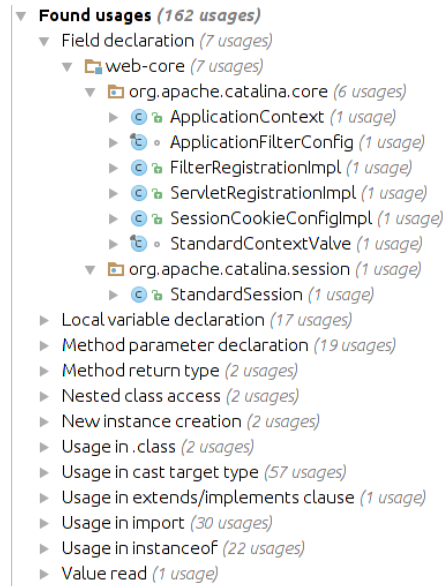 Found usages (162 usages)
Field declaration (7 usages)
web-core (7 usages)
org.apache.catalina.core (6 usages)
ApplicationContext (1 usage)
ApplicationFilterConfig (1 usage)
FilterRegistrationImpl (1 usage)
ServletRegistrationImpl (1 usage)
SessionCookieConfigImpl (1 usage)
StandardContextValve (1 usage)
org.apache.catalina.session (1 usage)
StandardSession (1 usage)
Local variable declaration (17 usages)
Method parameter declaration (19 usages)
Method return type (2 usages)
Nested class access (2 usages)
New instance creation (2 usages)
Usage in .class (2 usages)
Usage in cast target type (57 usages)
Usage in extends/implements clause (1 usage)
Usage in import (30 usages)
Usage in instanceof (22 usages)
Value read (1 usage)